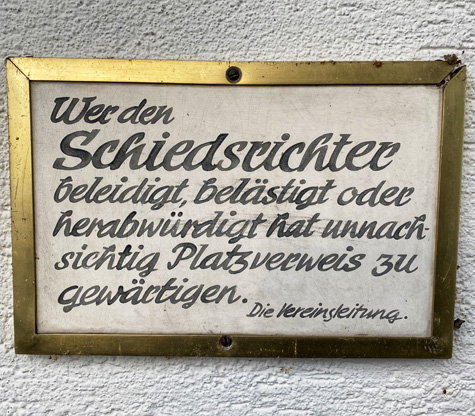 Wer den
Schiedsrichter
beleidigt, belästigt oder
herabwürdigt hat unnach-
sichtig Platzverweis zu
gewärtigen.
Die Vereinsleitung.